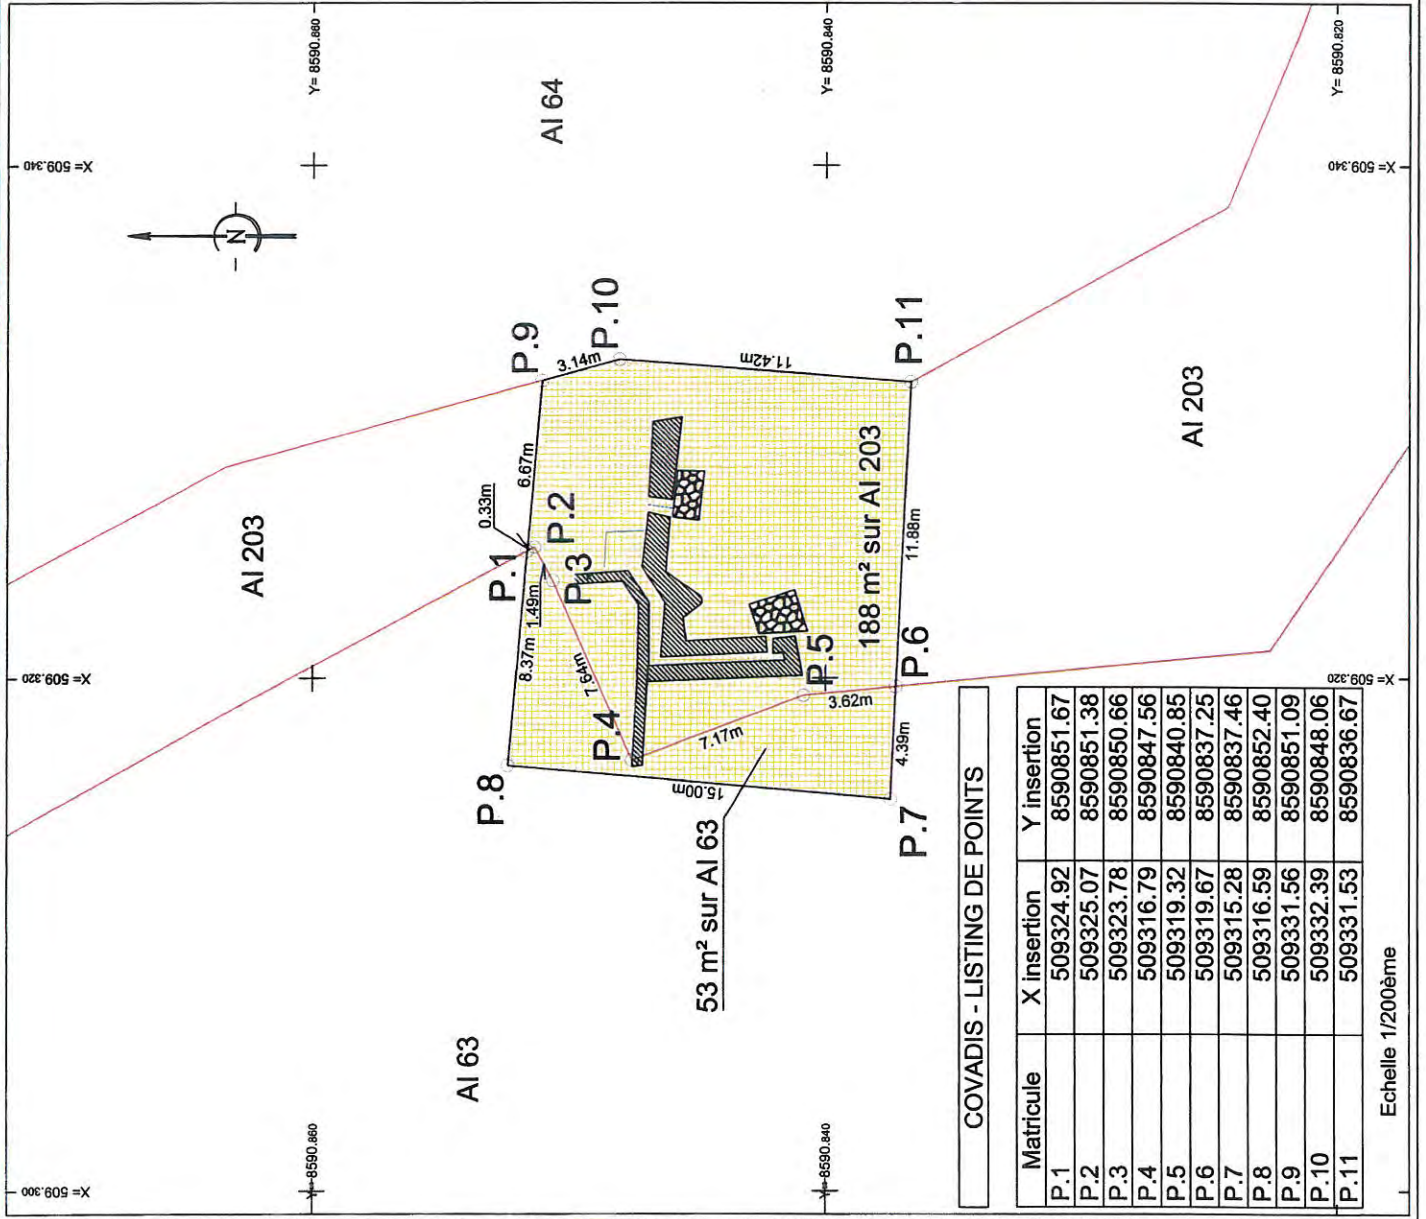 X= 509.300
X= 509.320
X= 509.340
Y= 8590.860
Y= 8590.840
Y= 8590.860
Y= 8590.840
Y= 8590.820
X= 509.320
X= 509.340
N
AI 64
AI 203
AI 63
AI 203
P.8
P.1
P.2
P.3
P.4
P.5
P.6
P.7
P.9
P.10
P.11
0.33m
6.67m
3.14m
8.37m
1.49m
7.64m
11.42m
15.00m
7.17m
3.62m
4.39m
11.88m
188 m² sur AI 203
53 m² sur AI 63
COVADIS - LISTING DE POINTS
Matricule X insertion Y insertion
P.1 509324.92 8590851.67
P.2 509325.07 8590851.38
P.3 509323.78 8590850.66
P.4 509316.79 8590847.56
P.5 509319.32 8590840.85
P.6 509319.67 8590837.25
P.7 509315.28 8590837.46
P.8 509316.59 8590852.40
P.9 509331.56 8590851.09
P.10 509332.39 8590848.06
P.11 509331.53 8590836.67
Echelle 1/200ème